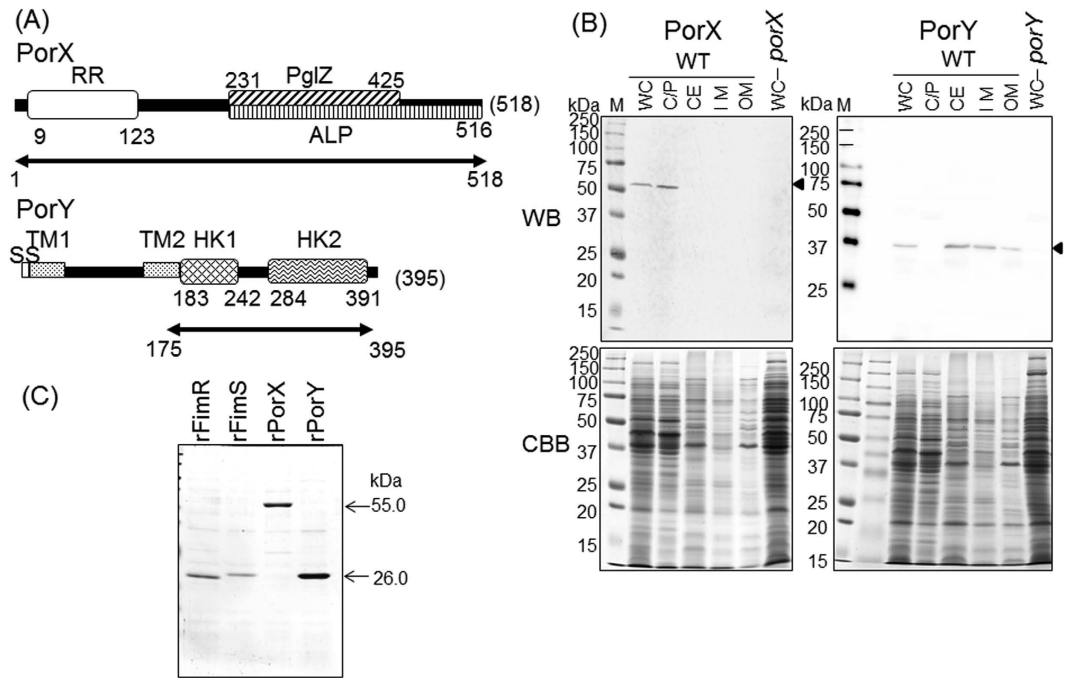 (A)
PorX
RR
231 PglZ 425
(518)
9 123 ALP 516
1 518
PorY
SS TM1 TM2 HK1 HK2
(395)
183 242 284 391
175 395
(B)
PorX
WT
WC– porX
kDa M WC C/P CE I M OM
250
150
100
75
50
37
25
20
15
WB
PorY
WT
WC– porY
kDa M WC C/P CE I M OM
250
150
100
75
50
37
25
CBB
250
150
100
75
50
37
25
20
15
250
150
100
75
50
37
25
20
15
(C)
rFimR rFimS rPorX rPorY
kDa
55.0
26.0